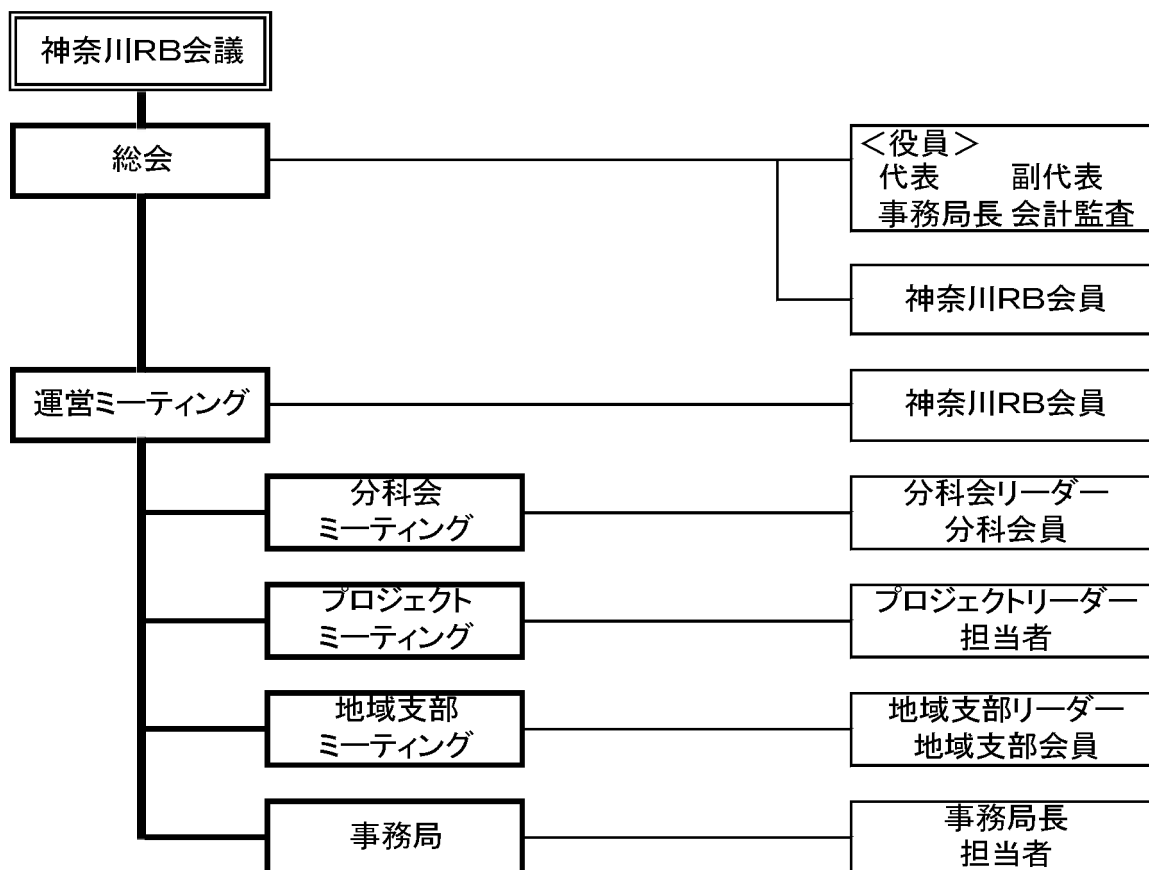 神奈川RB会議
総会
＜役員＞
代表 副代表
事務局長 会計監査
神奈川RB会員
運営ミーティング
神奈川RB会員
分科会
ミーティング
分科会リーダー
分科会員
プロジェクト
ミーティング
プロジェクトリーダー
担当者
地域支部
ミーティング
地域支部リーダー
地域支部会員
事務局
事務局長
担当者